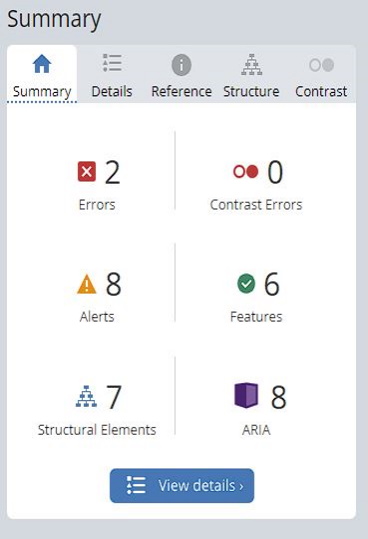 Summary
Summary Details Reference Structure Contrast
2 0
Errors Contrast Errors
8 6
Alerts Features
7 8
Structural Elements ARIA
View details ›